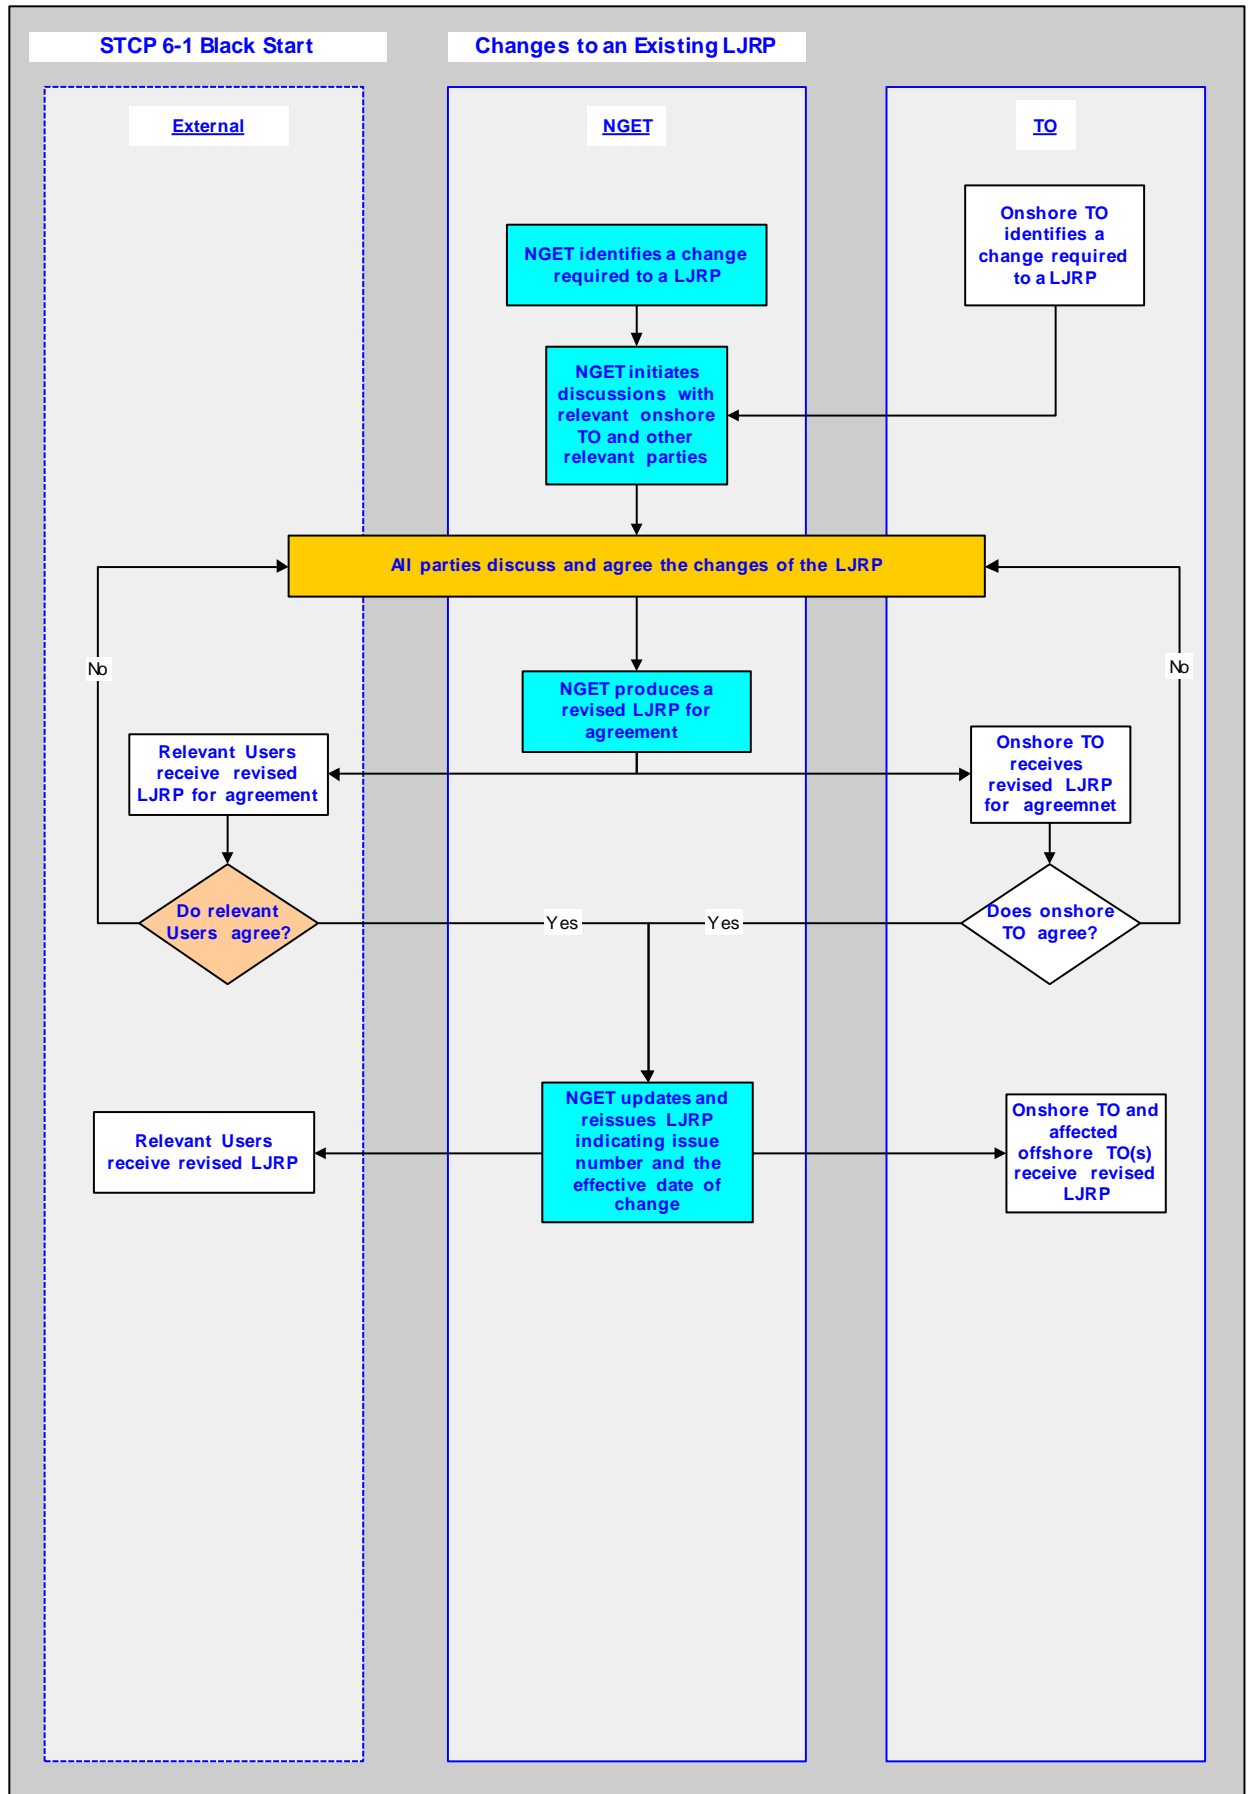 STCP 6-1 Black Start
Changes to an Existing LJRP
External
NGET
TO
NGET identifies a change
required to a LJRP
Onshore TO
identifies a
change required
to a LJRP
NGET initiates
discussions with
relevant onshore
TO and other
relevant parties
All parties discuss and agree the changes of the LJRP
No
No
NGET produces a
revised LJRP for
agreement
Relevant Users
receive revised
LJRP for agreement
Onshore TO
receives
revised LJRP
for agreemnet
Do relevant
Users agree?
Yes
Yes
Does onshore
TO agree?
Relevant Users
receive revised LJRP
NGET updates and
reissues LJRP
indicating issue
number and the
effective date of
change
Onshore TO and
affected
offshore TO(s)
receive revised
LJRP